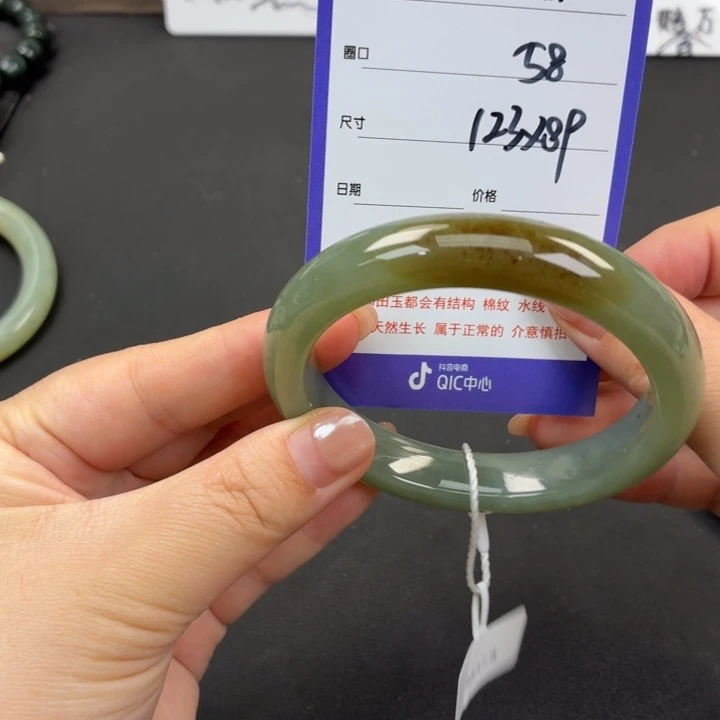 圈口 58
尺寸
日期 价格
田玉都会有结构 棉纹 水线
天然生长 属于正常的 介意慎拍
抖音电商
QIC中心